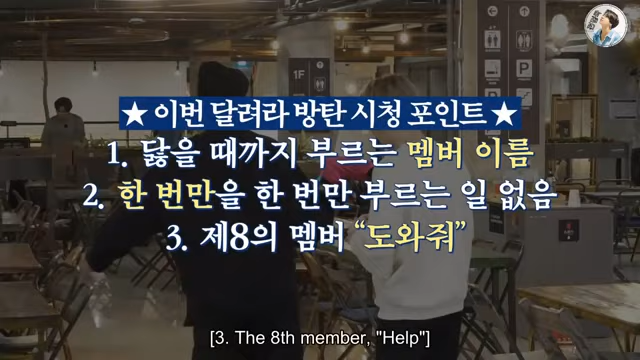 1F
★ 이번 달려라 방탄 시청 포인트 ★
1. 닳을 때까지 부르는 멤버 이름
2. 한 번만을 한 번만 부르는 일 없음
3. 제8의 멤버 “도와줘”
[3. The 8th member, "Help"]